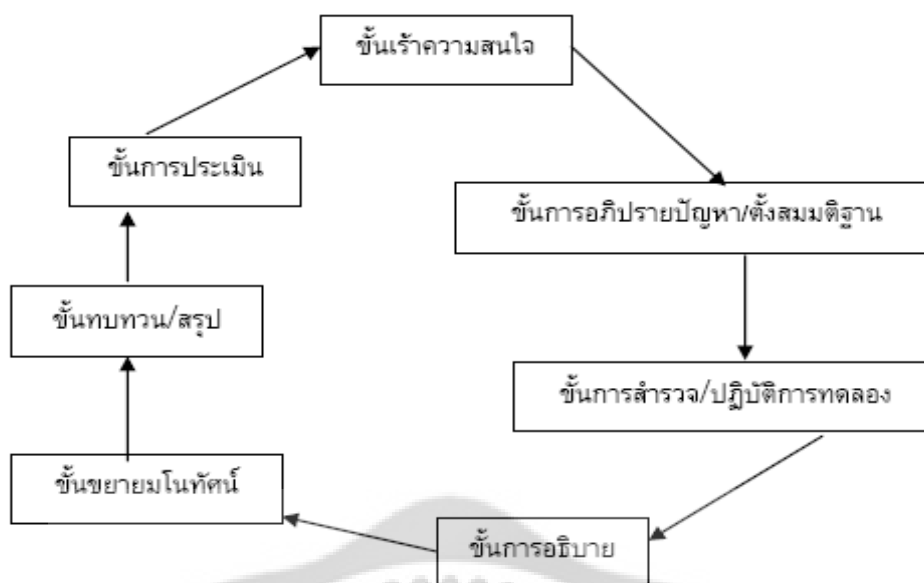 ขั้นเร้าความสนใจ
ขั้นการอภิปรายปัญหา/ตั้งสมมติฐาน
ขั้นการสำรวจ/ปฏิบัติการทดลอง
ขั้นการอธิบาย
ขั้นขยายมโนทัศน์
ขั้นทบทวน/สรุป
ขั้นการประเมิน